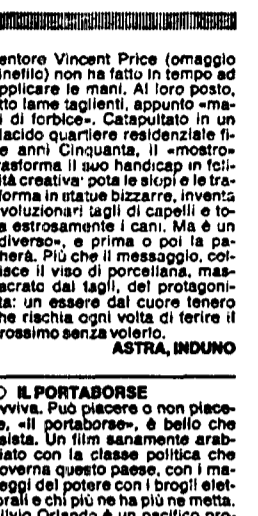 entore Vincent Price (omaggio
inefilo) non ha fatto in tempo ad
pplicare le mani. Al loro posto,
tto lame taglienti, appunto «ma-
i di forbice». Catapultato in un
lacido quartiere residenziale fi-
e anni Cinquanta, il «mostro»
rasforma il suo handicap in feli-
ità creativa: pota le siepi e le tra-
forma in statue bizzarre, inventa
voluzionari tagli di capelli e to-
a estrosamente i cani. Ma è un
diverso», e prima o poi la pa-
herà. Più che il messaggio, col-
isce il viso di porcellana, mas-
acrato dai tagli, del protagoni-
ta: un essere dal cuore tenero
he rischia ogni volta di ferire il
rossimo senza volerlo.
ASTRA, INDUNO
IL PORTABORSE
vviva. Può piacere o non piace-
e, «Il portaborse», è bello che
sista. Un film sanamente arab-
iato con la classe politica che
overna questo paese, con i ma-
eggi del potere con i brogli elet-
orali e chi più ne ha più ne metta.
ilvio Orlando è un pacifico pro-